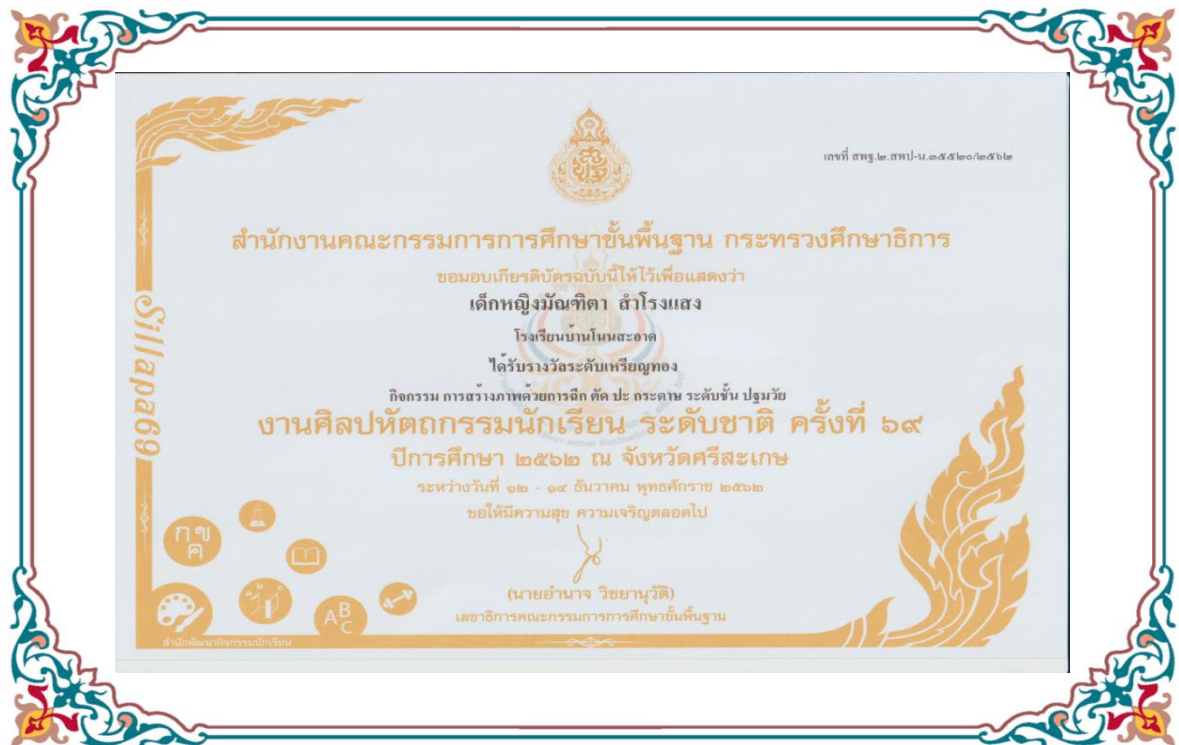 เลขที่ สพฐ.๒.สพป-น.๓๕๕๒๐/๒๕๖๒
สำนักงานคณะกรรมการการศึกษาขั้นพื้นฐาน กระทรวงศึกษาธิการ
ขอมอบเกียรติบัตรฉบับนี้ให้ไว้เพื่อแสดงว่า
เด็กหญิงมัณฑิตา สำโรงแสง
โรงเรียนบ้านโนนสะอาด
ได้รับรางวัลระดับเหรียญทอง
กิจกรรม การสร้างภาพด้วยการฉีก ตัด ปะ กระดาษ ระดับชั้น ปฐมวัย
งานศิลปหัตถกรรมนักเรียน ระดับชาติ ครั้งที่ ๖๙
ปีการศึกษา ๒๕๖๒ ณ จังหวัดศรีสะเกษ
ระหว่างวันที่ ๑๒ - ๑๔ ธันวาคม พุทธศักราช ๒๕๖๒
ขอให้มีความสุข ความเจริญตลอดไป
(นายอำนาจ วิชยานุวัติ)
เลขาธิการคณะกรรมการการศึกษาขั้นพื้นฐาน
Sillapa69
กข
ฅ
AB
C
สำนักพัฒนากิจกรรมนักเรียน